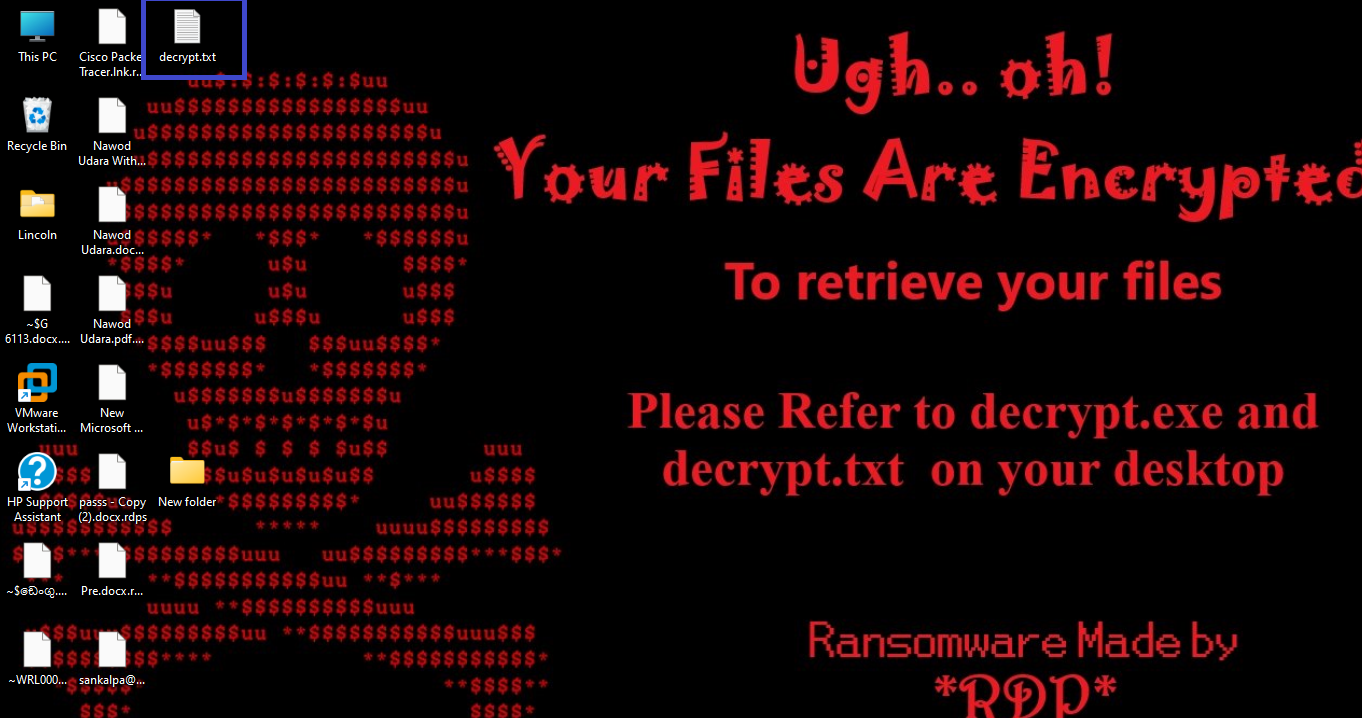 This PC
Cisco Packe
Tracer.lnk.r...
decrypt.txt
Recycle Bin
Nawod
Udara With...
Lincoln
Nawod
Udara.doc...
~$G
6113.docx....
Nawod
Udara.pdf....
VMware
Workstati...
New
Microsoft ...
HP Support
Assistant
passs - Copy
(2).docx.rdps
New folder
Pre.docx.r...
~WRL000...
sankalpa@...
Ugh.. oh!
Your Files Are Encrypted
To retrieve your files
Please Refer to decrypt.exe and
decrypt.txt on your desktop
Ransomware Made by
*RDP*